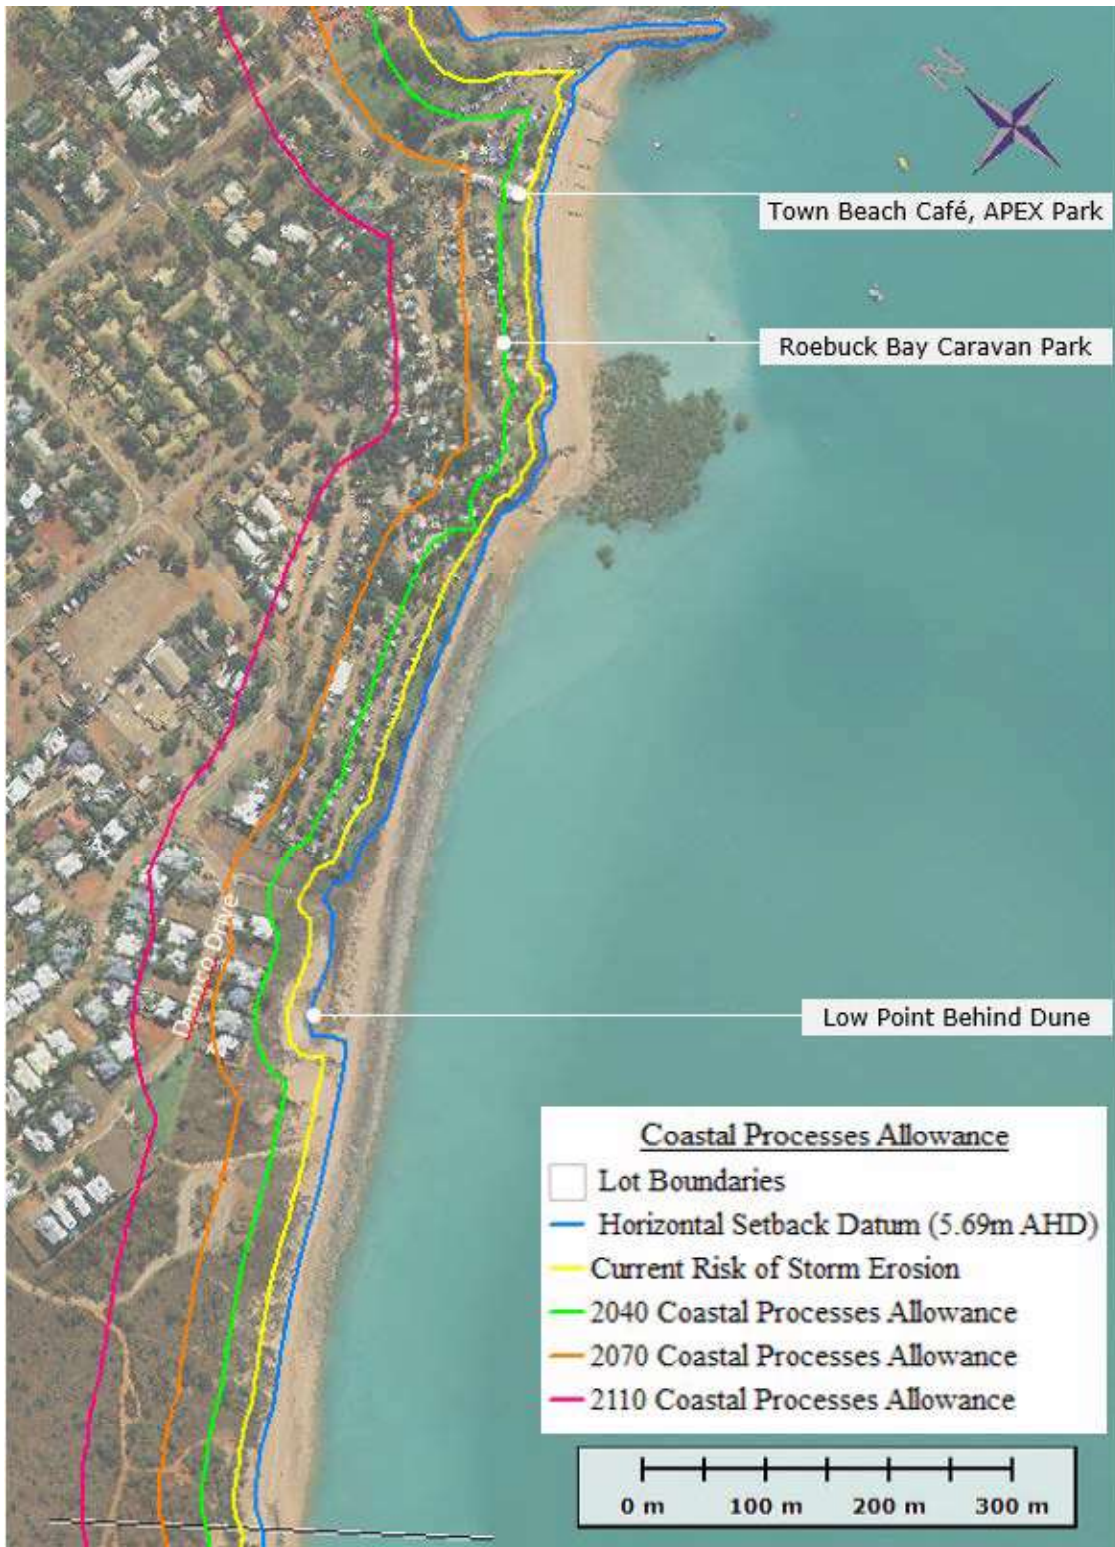 N
Town Beach Café, APEX Park
Roebuck Bay Caravan Park
Demco Drive
Low Point Behind Dune
Coastal Processes Allowance
Lot Boundaries
Horizontal Setback Datum (5.69m AHD)
Current Risk of Storm Erosion
2040 Coastal Processes Allowance
2070 Coastal Processes Allowance
2110 Coastal Processes Allowance
0 m 100 m 200 m 300 m